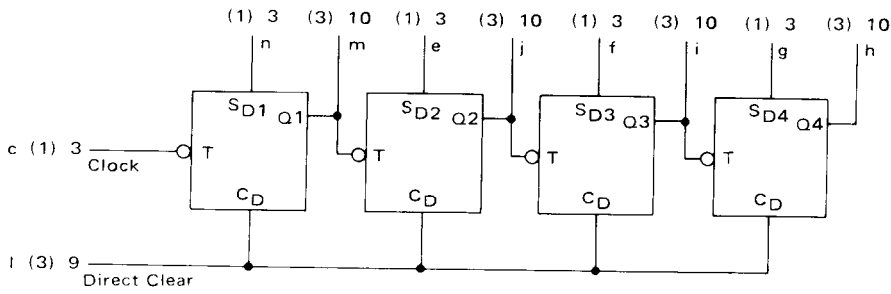 (1) 3 (3) 10 (1) 3 (3) 10 (1) 3 (3) 10 (1) 3 (3) 10
n m e j f i g h
SD1 Q1 SD2 Q2 SD3 Q3 SD4 Q4
c (1) 3 T T T T
Clock
CD CD CD CD
l (3) 9
Direct Clear